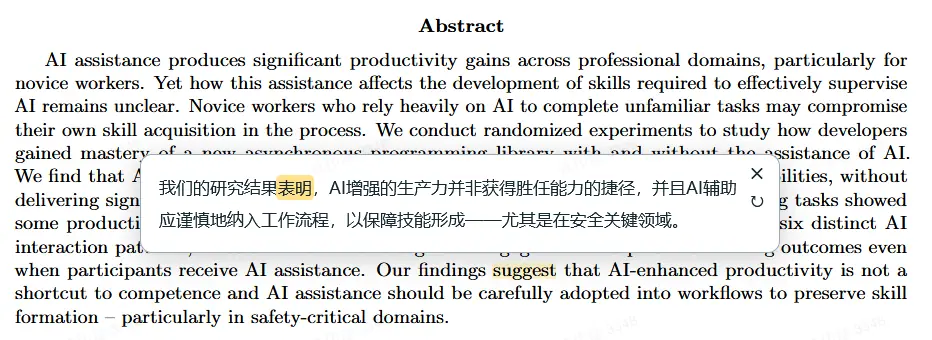 Abstract
AI assistance produces significant productivity gains across professional domains, particularly for
novice workers. Yet how this assistance affects the development of skills required to effectively supervise
AI remains unclear. Novice workers who rely heavily on AI to complete unfamiliar tasks may compromise
their own skill acquisition in the process. We conduct randomized experiments to study how developers
gained mastery of a new asynchronous programming library with and without the assistance of AI.
We find that
我们的研究结果表明，AI增强的生产力并非获得胜任能力的捷径，并且AI辅助
应谨慎地纳入工作流程，以保障技能形成——尤其是在安全关键领域。
without
delivering tasks showed
some six distinct AI
interaction outcomes even
when participants receive AI assistance. Our findings suggest that AI-enhanced productivity is not a
shortcut to competence and AI assistance should be carefully adopted into workflows to preserve skill
formation – particularly in safety-critical domains.